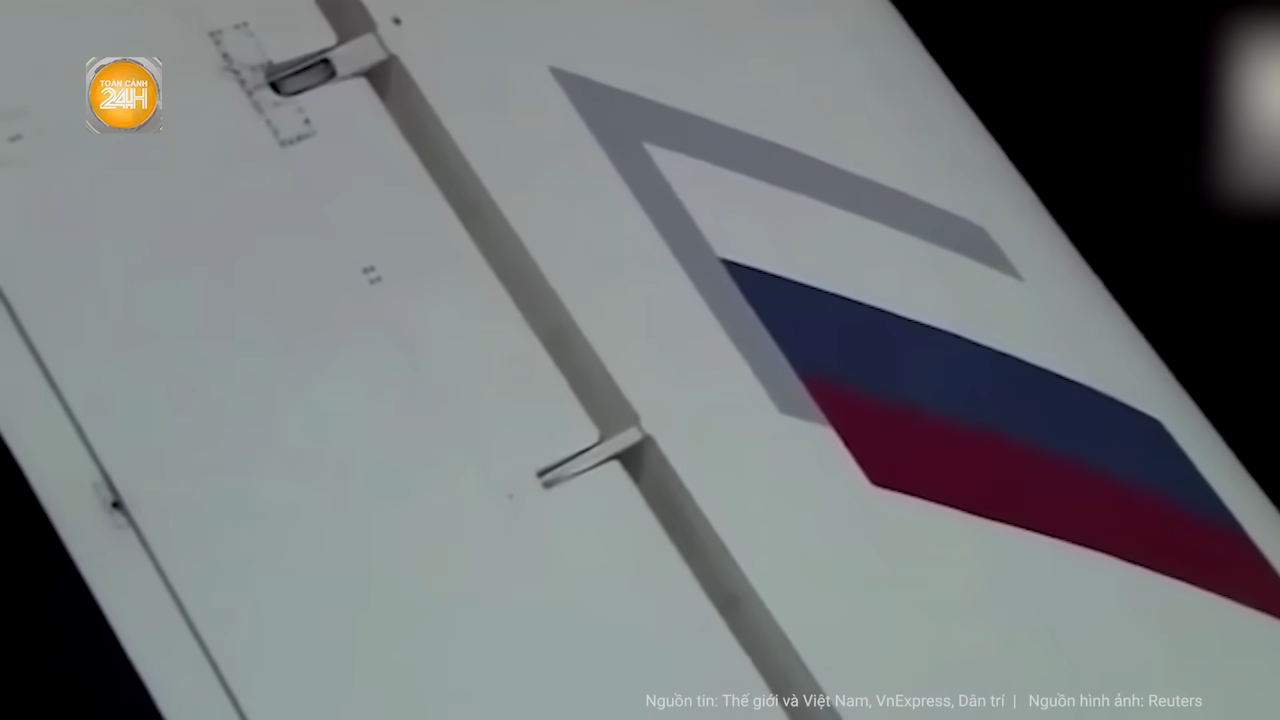 TOÀN CẢNH
24H
Nguồn tin: Thế giới và Việt Nam, VnExpress, Dân trí | Nguồn hình ảnh: Reuters